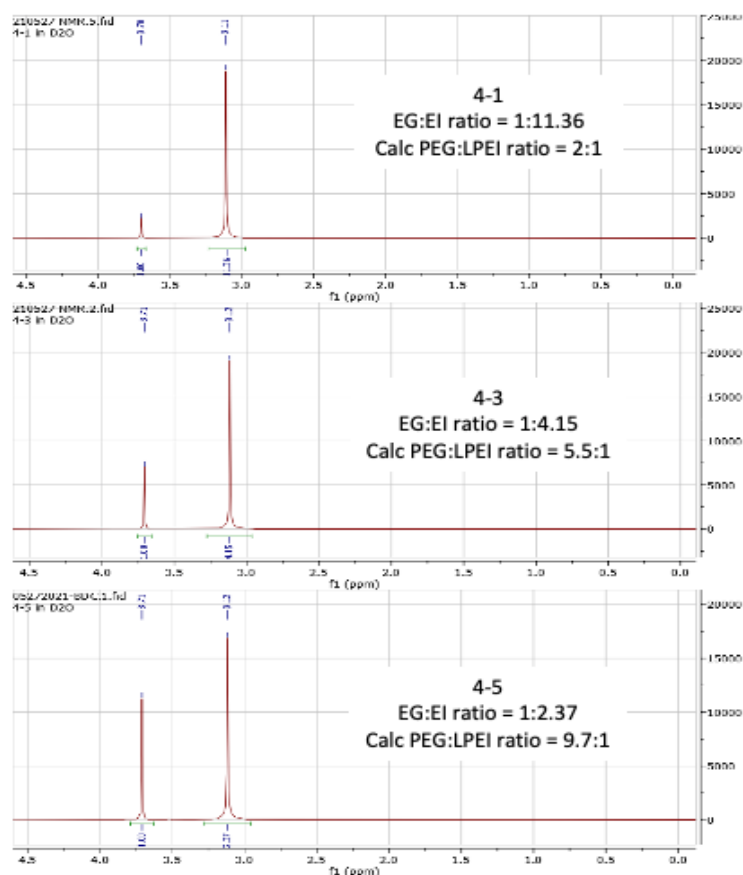 210527 NMR.5.fid
4-1 in D2O
3.70
3.11
25000
20000
15000
10000
5000
0
4-1
EG:EI ratio = 1:11.36
Calc PEG:LPEI ratio = 2:1
1.00
11.36
4.5 4.0 3.5 3.0 2.5 2.0 1.5 1.0 0.5 0.0
f1 (ppm)
210527 NMR.2.fid
4-3 in D2O
3.71
3.12
25000
20000
15000
10000
5000
0
4-3
EG:EI ratio = 1:4.15
Calc PEG:LPEI ratio = 5.5:1
4.15
4.5 4.0 3.5 3.0 2.5 2.0 1.5 1.0 0.5 0.0
f1 (ppm)
05272021-BDC.1.fid
4-5 in D2O
3.71
3.12
20000
15000
10000
5000
0
4-5
EG:EI ratio = 1:2.37
Calc PEG:LPEI ratio = 9.7:1
2.37
4.5 4.0 3.5 3.0 2.5 2.0 1.5 1.0 0.5 0.0
f1 (ppm)